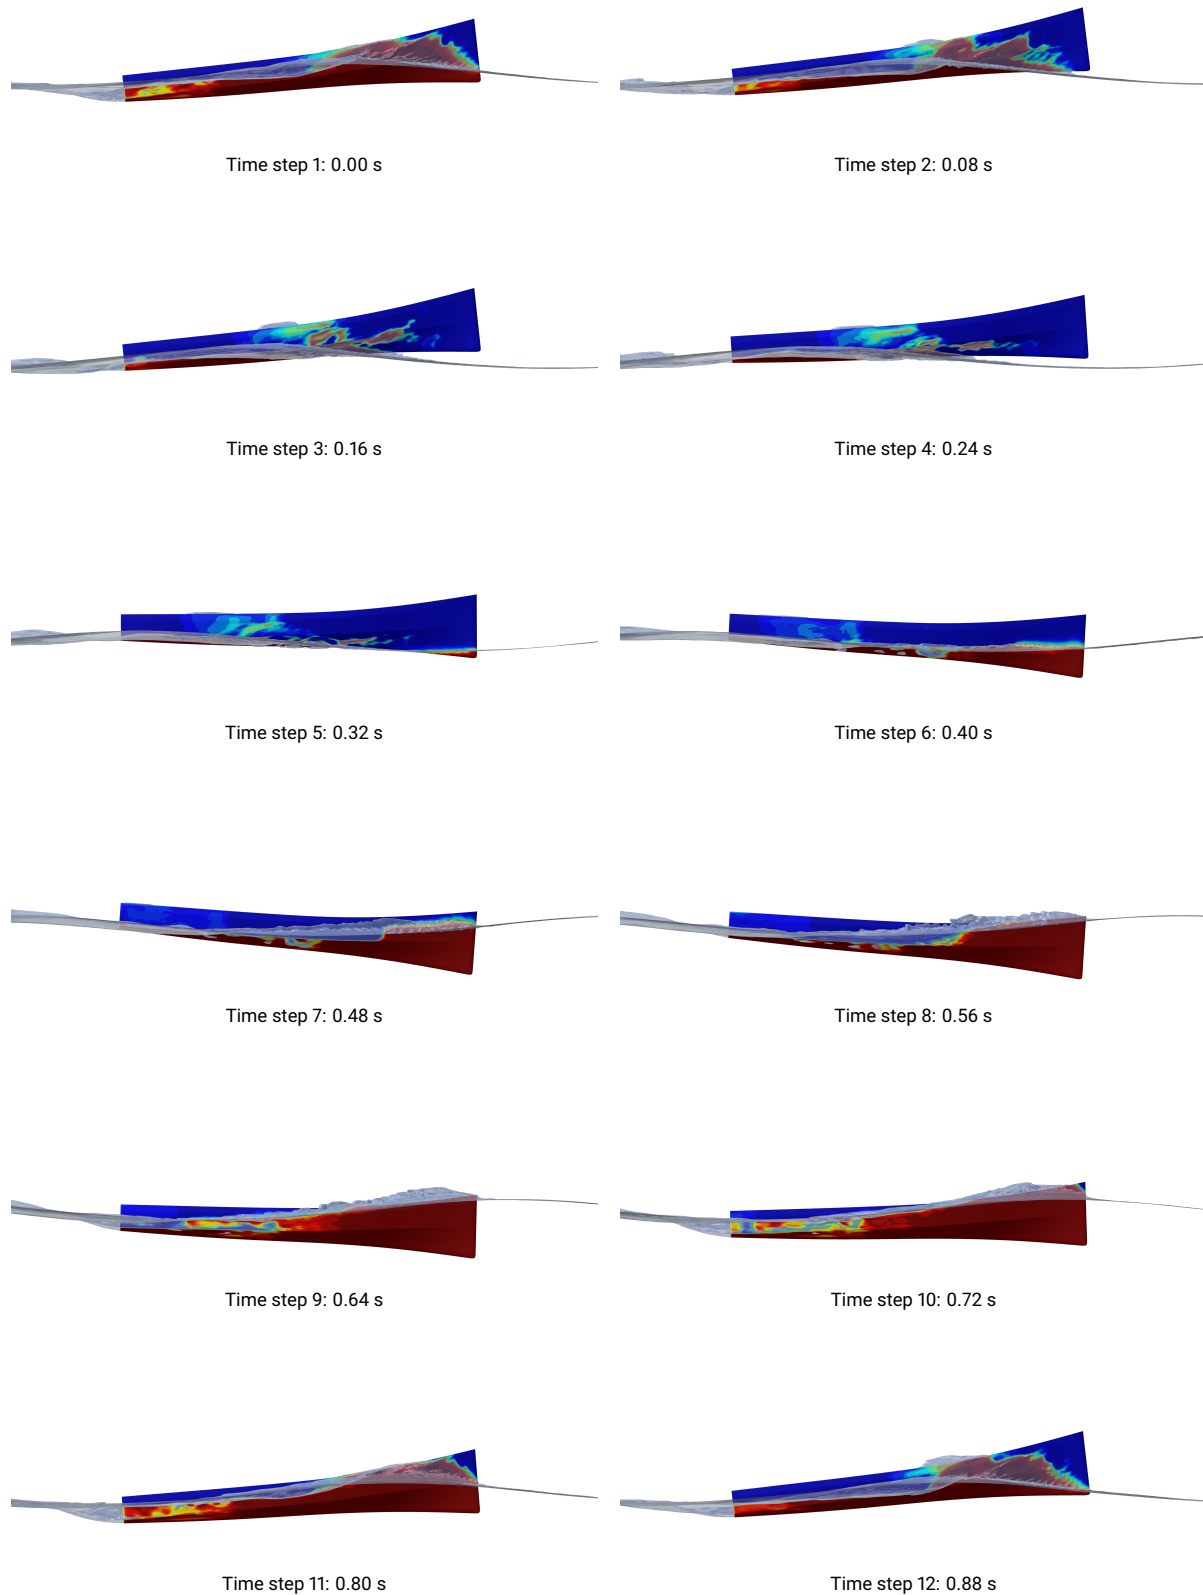 Time step 1: 0.00 s
Time step 2: 0.08 s
Time step 3: 0.16 s
Time step 4: 0.24 s
Time step 5: 0.32 s
Time step 6: 0.40 s
Time step 7: 0.48 s
Time step 8: 0.56 s
Time step 9: 0.64 s
Time step 10: 0.72 s
Time step 11: 0.80 s
Time step 12: 0.88 s